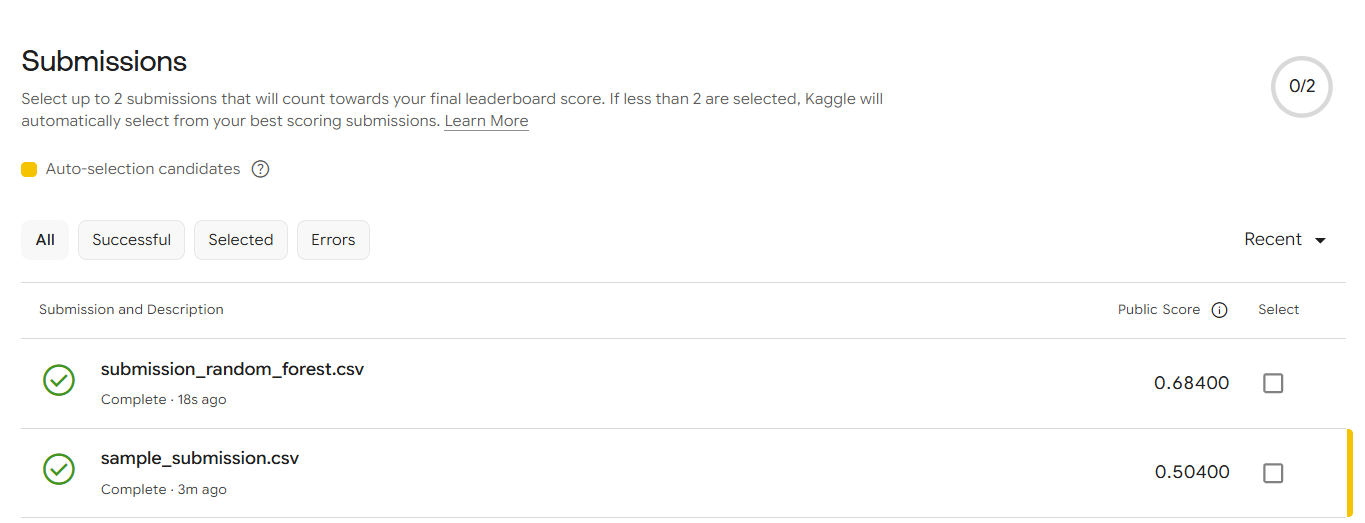 Submissions
Select up to 2 submissions that will count towards your final leaderboard score. If less than 2 are selected, Kaggle will
automatically select from your best scoring submissions. Learn More
0/2
Auto-selection candidates
All Successful Selected Errors Recent
Submission and Description Public Score Select
submission_random_forest.csv
Complete · 18s ago
0.68400
sample_submission.csv
Complete · 3m ago
0.50400